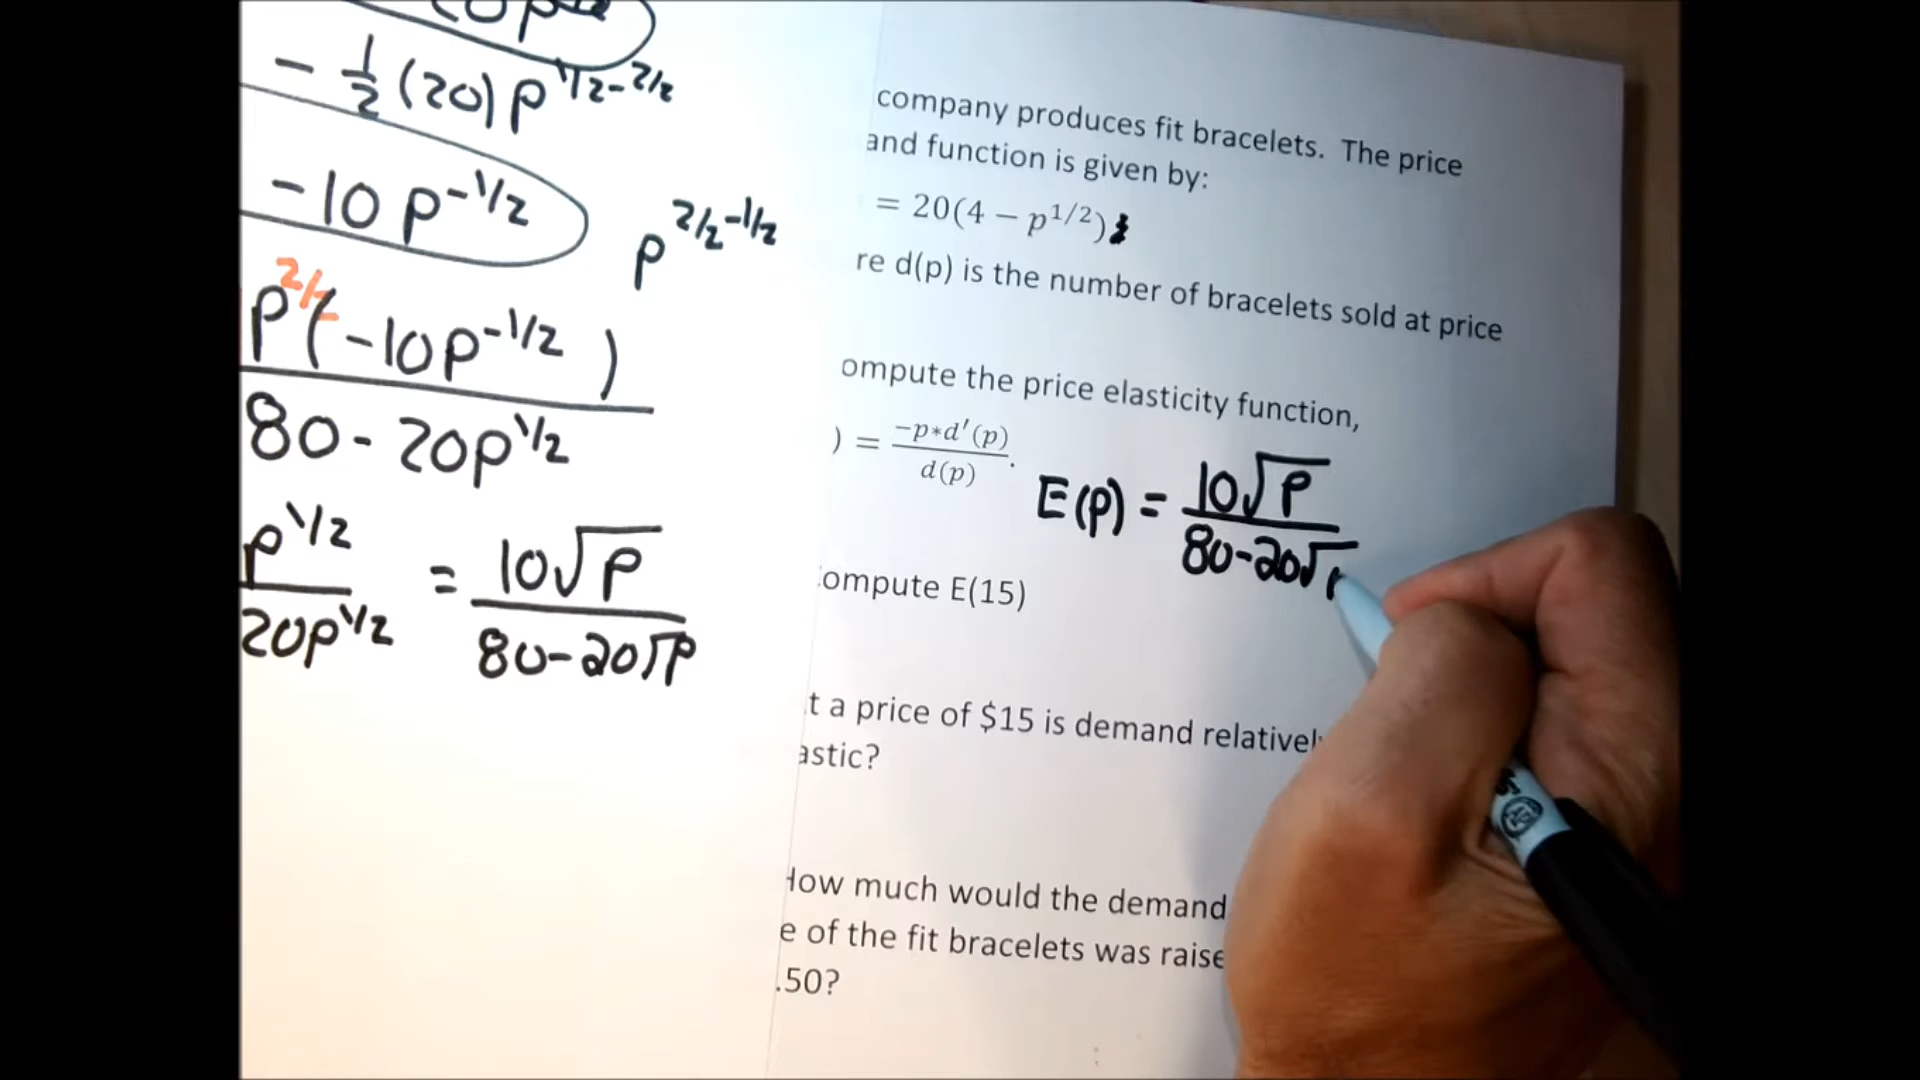 20p
- 1/2 (20) p^1/2-2/2
- 10 p^-1/2
p^2/2-1/2
p^2/ (-10p^-1/2 )
80 - 20p^1/2
p^1/2
20p^1/2
= 10√p
80-20√p
company produces fit bracelets. The price
and function is given by:
= 20(4 − p^1/2)
re d(p) is the number of bracelets sold at price
ompute the price elasticity function,
) = −p∗d′(p)
d(p) .
E(p) = 10√p
80-20√
ompute E(15)
t a price of $15 is demand relatively
astic?
How much would the demand
e of the fit bracelets was raise
.50?